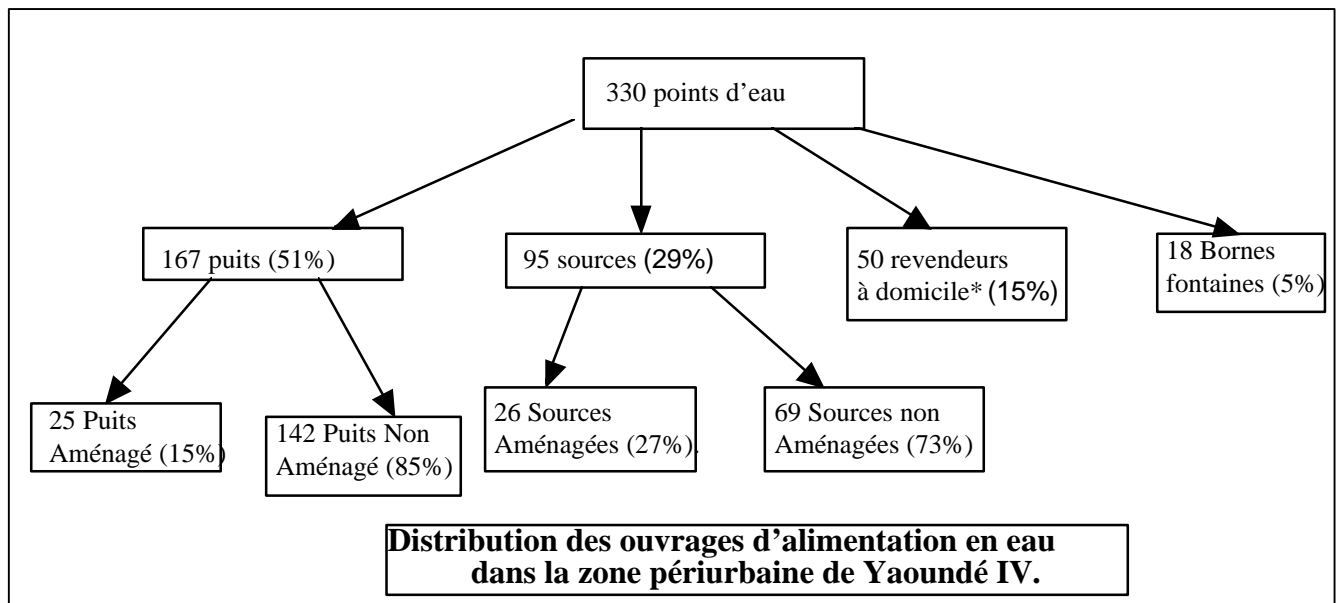 330 points d’eau
167 puits (51%)
95 sources (29%)
50 revendeurs
à domicile* (15%)
18 Bornes
fontaines (5%)
25 Puits
Aménagé (15%)
142 Puits Non
Aménagé (85%)
26 Sources
Aménagées (27%).
69 Sources non
Aménagées (73%)
Distribution des ouvrages d’alimentation en eau
dans la zone périurbaine de Yaoundé IV.